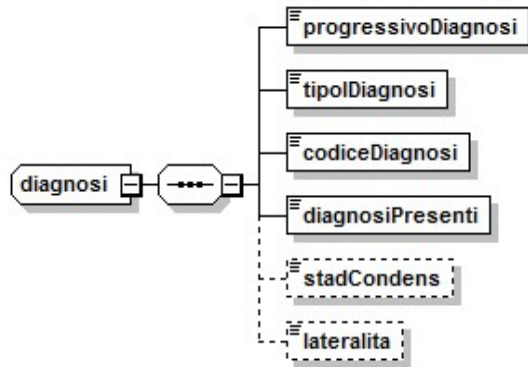 progressivoDiagnosi
tipolDiagnosi
codiceDiagnosi
diagnosi
diagnosiPresenti
stadCondens
lateralita